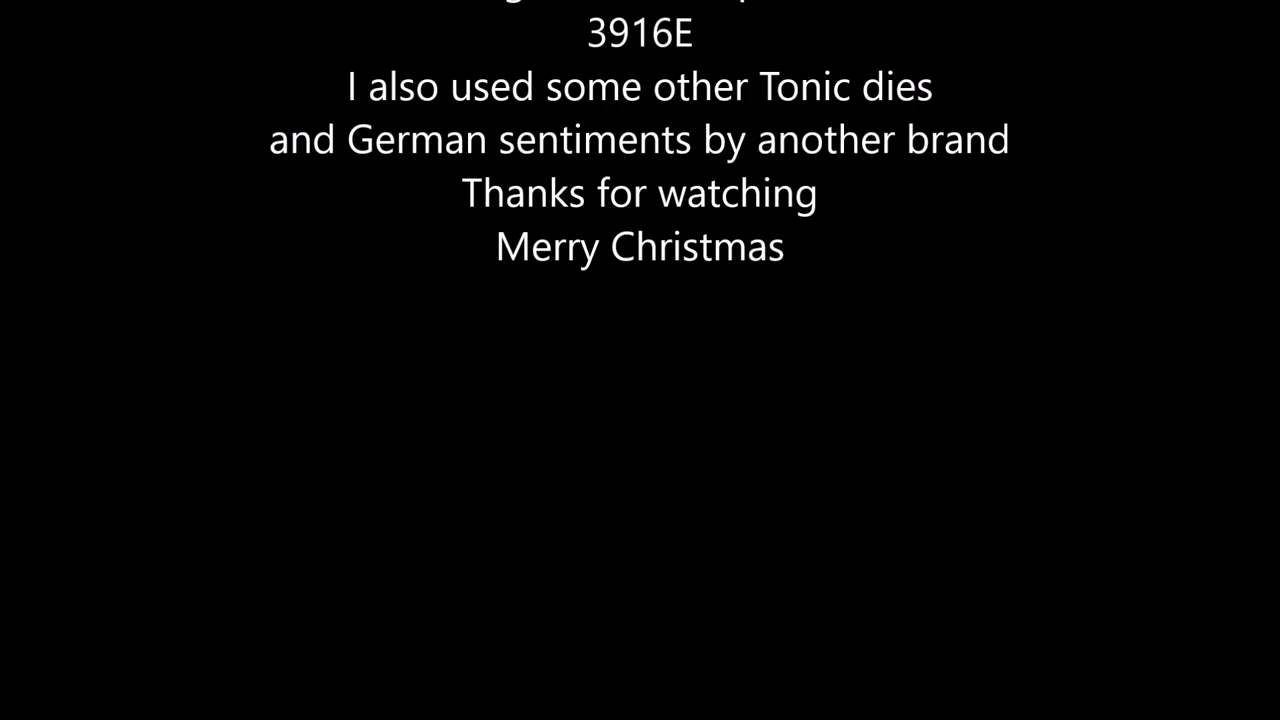 3916E
I also used some other Tonic dies
and German sentiments by another brand
Thanks for watching
Merry Christmas